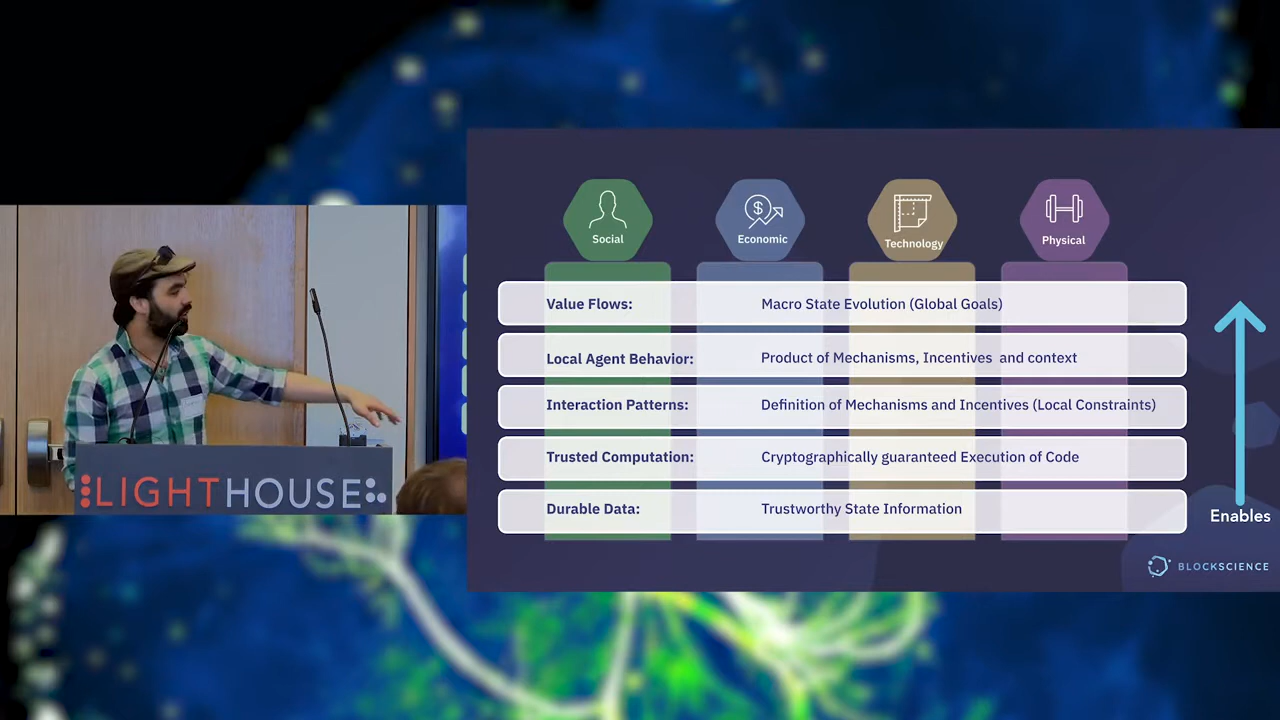 Social
Economic
Technology
Physical
Value Flows: Macro State Evolution (Global Goals)
Local Agent Behavior: Product of Mechanisms, Incentives and context
Interaction Patterns: Definition of Mechanisms and Incentives (Local Constraints)
Trusted Computation: Cryptographically guaranteed Execution of Code
Durable Data: Trustworthy State Information
Enables
BLOCKSCIENCE
LIGHTHOUSE